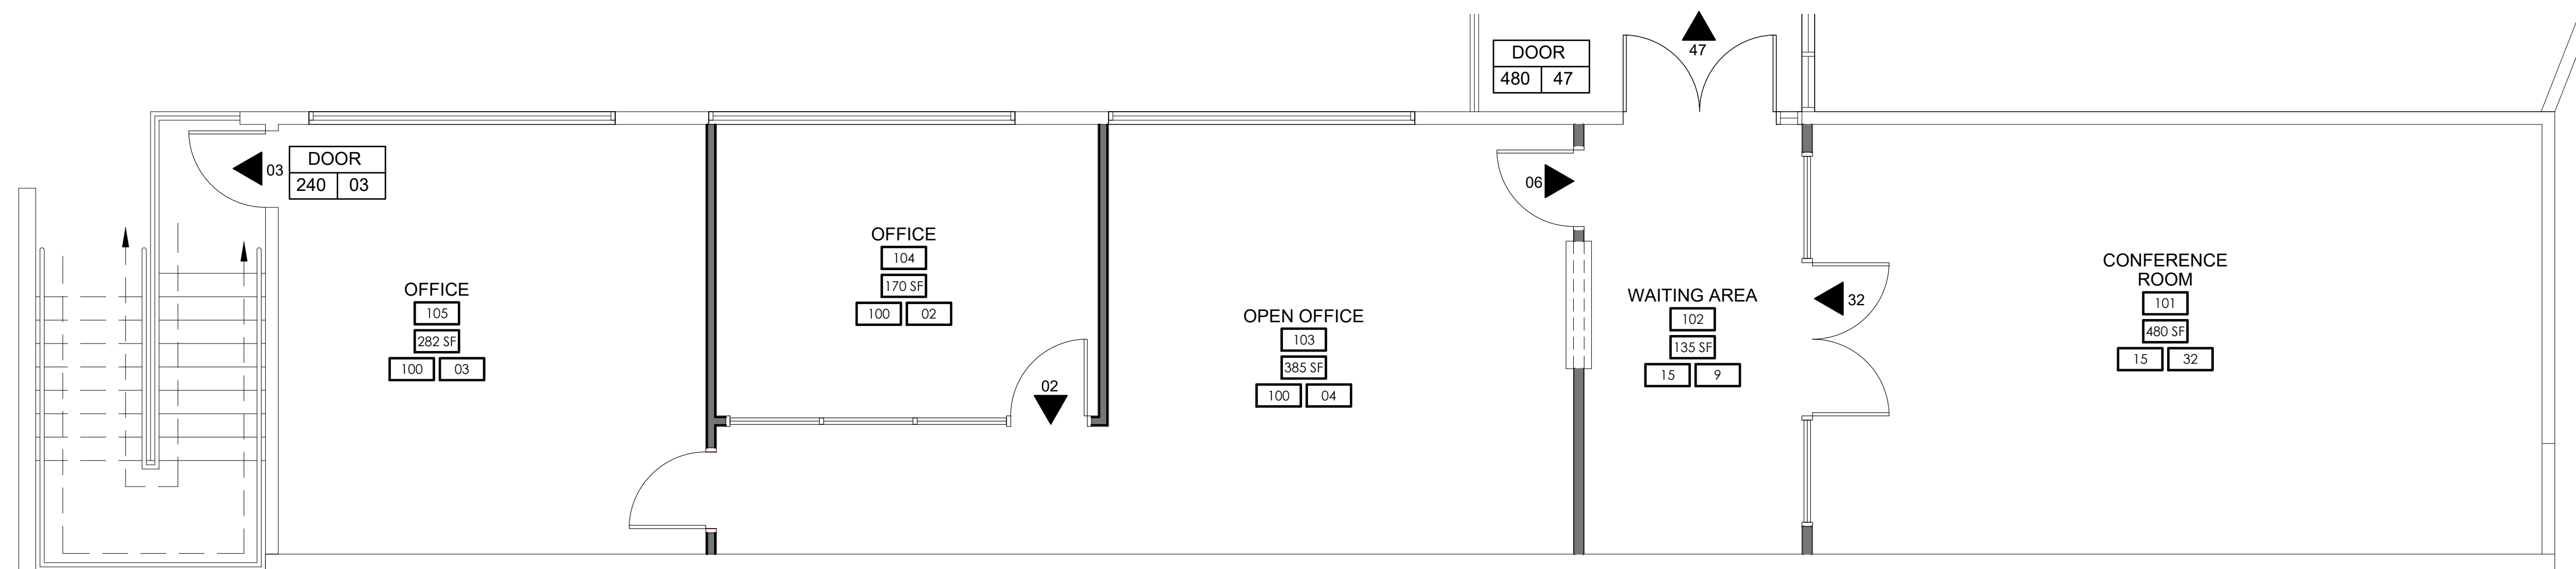 DOOR
480 47
47
03
DOOR
240 03
06
OFFICE
105
282 SF
100 03
OFFICE
104
170 SF
100 02
02
OPEN OFFICE
103
385 SF
100 04
WAITING AREA
102
135 SF
15 9
32
CONFERENCE
ROOM
101
480 SF
15 32